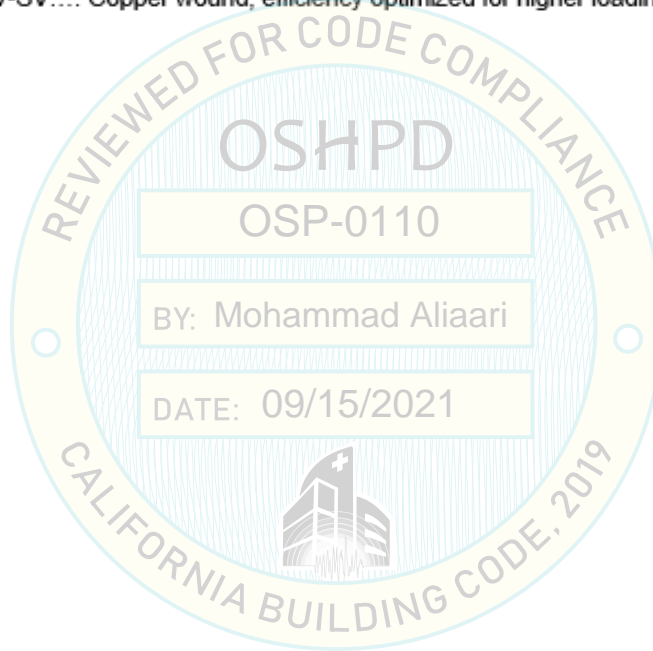 Copper wound, efficiency optimized for higher
REVIEWED FOR CODE COMPLIANCE
OSHPD
OSP-0110
BY: Mohammad Aliaari
DATE: 09/15/2021
CALIFORNIA BUILDING CODE, 2019